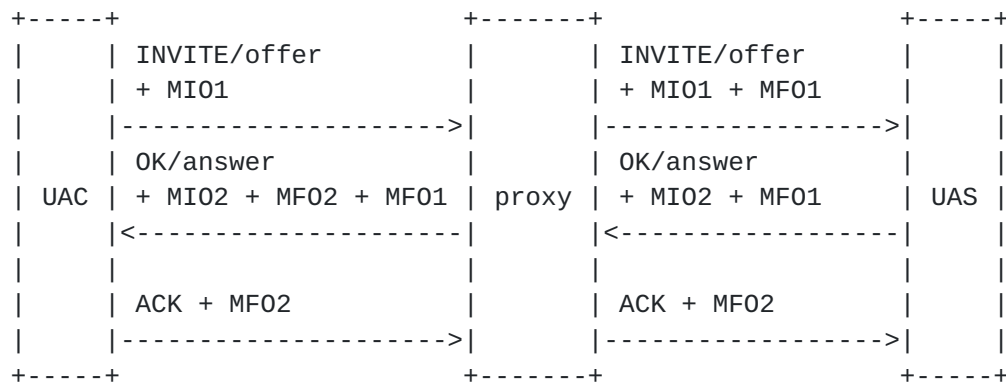 +-----+ +-------+ +-----+
| | INVITE/offer | | INVITE/offer | |
| | + MIO1 | | + MIO1 + MFO1 | |
| |--------------------->| |------------------>| |
| | OK/answer | | OK/answer | |
| UAC | + MIO2 + MFO2 + MFO1 | proxy | + MIO2 + MFO1 | UAS |
| |<---------------------| |<------------------| |
| | | | | |
| | ACK + MFO2 | | ACK + MFO2 | |
| |--------------------->| |------------------>| |
+-----+ +-------+ +-----+